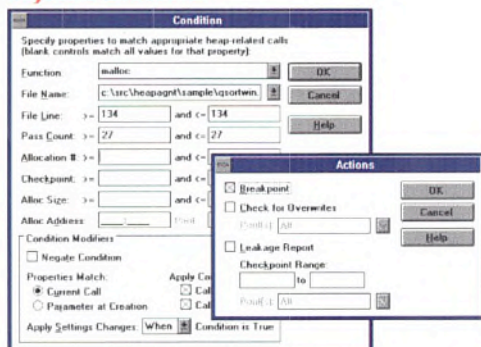 Condition
Specify properties to match appropriate heap-related calls
(blank controls match all values for that property):
Function: malloc
OK
File Name: c:\src\heapagnt\sample\qsortwin.
Cancel
File Line: >= 134 and <= 134
Help
Pass Count: >= 27 and <= 27
Allocation # >= and <=
Checkpoint: >= and <=
Alloc Size: >= and <=
Alloc Address:
Condition Modifiers
Negate Condition
Properties Match:
Apply
Current Call
Parameter at Creation
Apply Settings Changes: When Condition is True
Actions
Breakpoint
OK
Check for Overwrites
Cancel
Pool(s): All
Help
Leakage Report
Checkpoint Range:
to
Pool(s): All